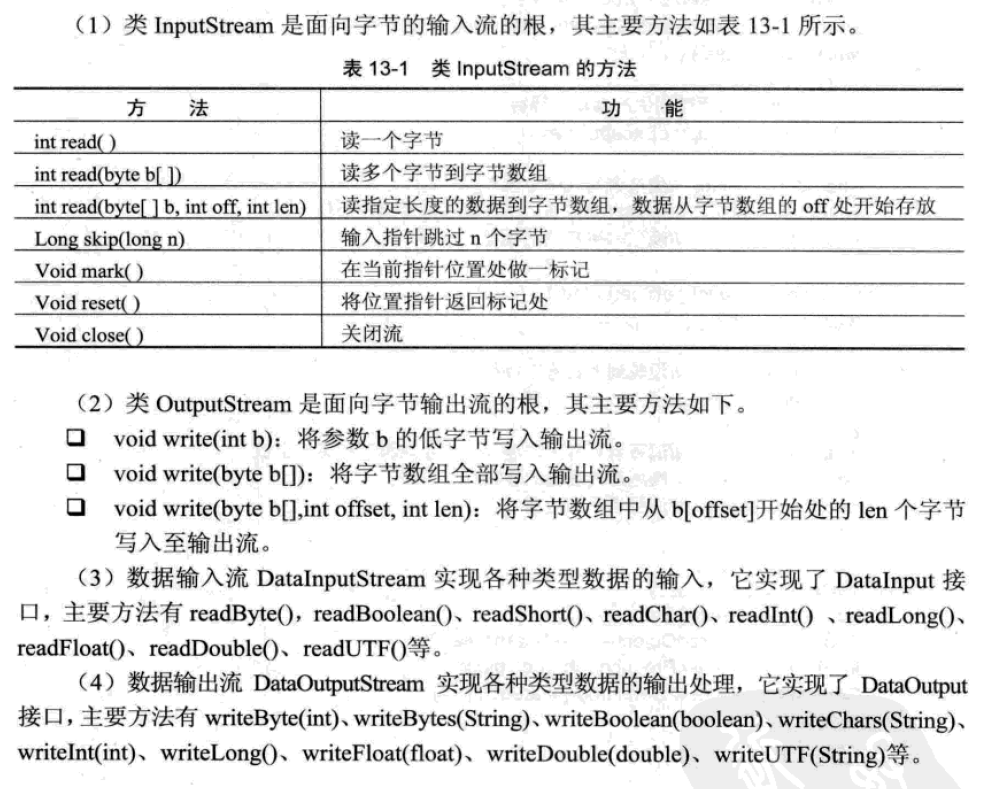 （1）类 InputStream 是面向字节的输入流的根，其主要方法如表 13-1 所示。
表 13-1 类 InputStream 的方法
方 法 功 能
int read( ) 读一个字节
int read(byte b[ ]) 读多个字节到字节数组
int read(byte[ ] b, int off, int len) 读指定长度的数据到字节数组，数据从字节数组的 off 处开始存放
Long skip(long n) 输入指针跳过 n 个字节
Void mark( ) 在当前指针位置处做一标记
Void reset( ) 将位置指针返回标记处
Void close( ) 关闭流
（2）类 OutputStream 是面向字节输出流的根，其主要方法如下。
❑ void write(int b)：将参数 b 的低字节写入输出流。
❑ void write(byte b[])：将字节数组全部写入输出流。
❑ void write(byte b[],int offset, int len)：将字节数组中从 b[offset]开始处的 len 个字节
写入至输出流。
（3）数据输入流 DataInputStream 实现各种类型数据的输入，它实现了 DataInput 接
口，主要方法有 readByte()，readBoolean()、readShort()、readChar()、readInt() 、readLong()、
readFloat()、readDouble()、readUTF()等。
（4）数据输出流 DataOutputStream 实现各种类型数据的输出处理，它实现了 DataOutput
接口，主要方法有 writeByte(int)、writeBytes(String)、writeBoolean(boolean)、writeChars(String)、
writeInt(int)、writeLong()、writeFloat(float)、writeDouble(double)、writeUTF(String)等。